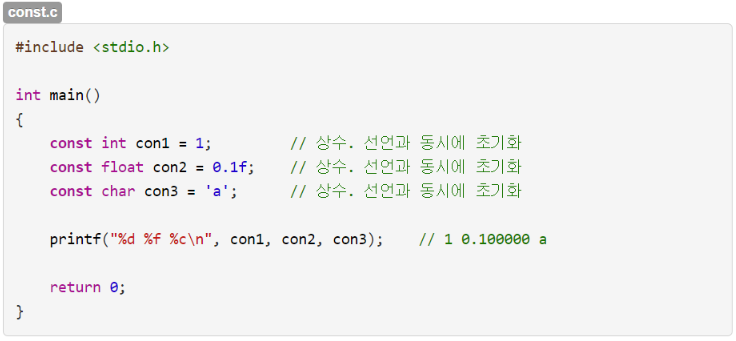 const.c
#include <stdio.h>
int main()
{
    const int con1 = 1;         // 상수. 선언과 동시에 초기화
    const float con2 = 0.1f;    // 상수. 선언과 동시에 초기화
    const char con3 = 'a';      // 상수. 선언과 동시에 초기화
    printf("%d %f %c\n", con1, con2, con3);    // 1 0.100000 a
    return 0;
}